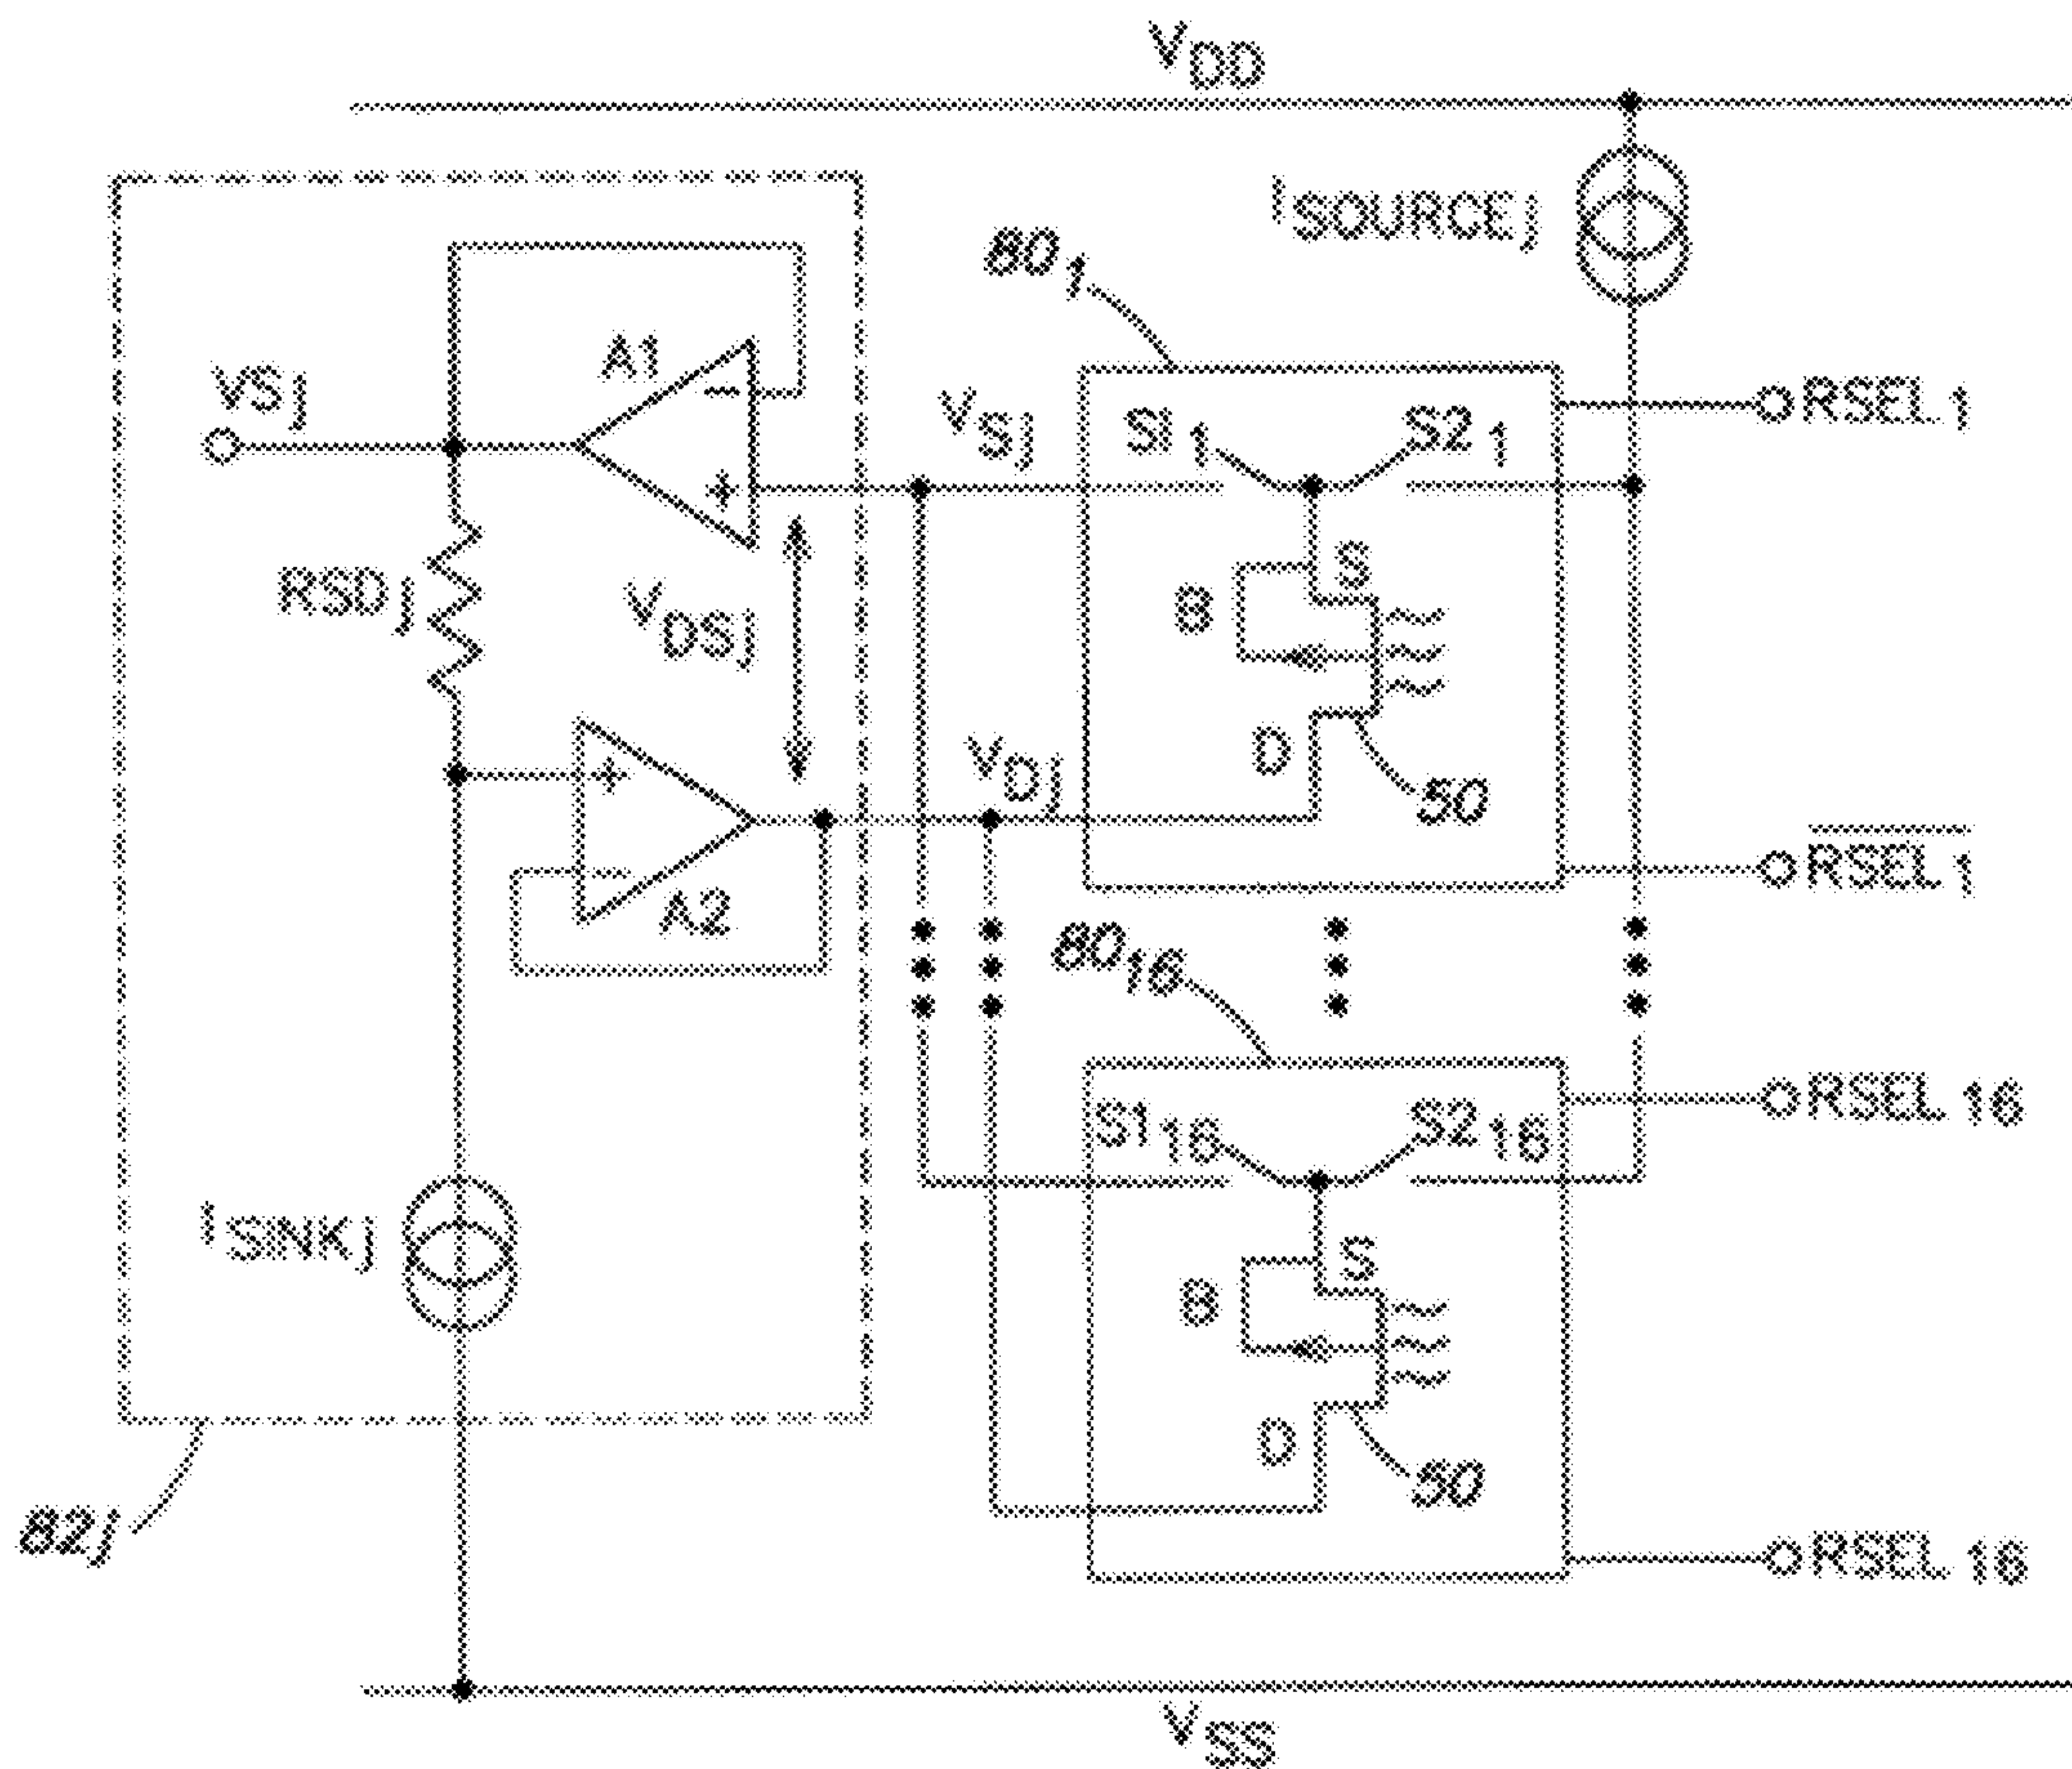 VDD
ISOURCEj
801
RSEL1
A1
−
+
VSj
VSj
S11
S21
S
B
RSDj
VDSj
D
50
VDj
+
−
A2
RSEL1
8016
RSEL16
S116
S216
S
B
ISINKj
D
50
82j
RSEL16
VSS